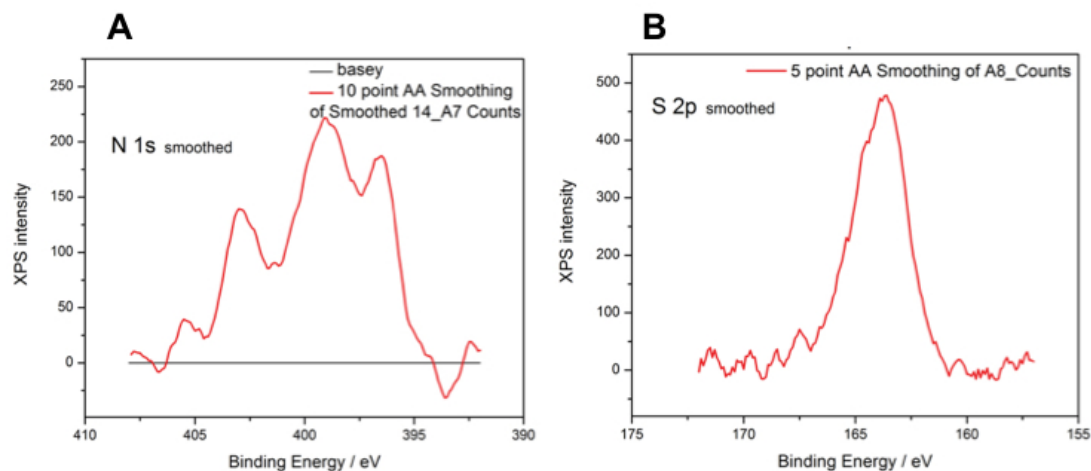 A
basey
10 point AA Smoothing
of Smoothed 14_A7 Counts
N 1s smoothed
XPS intensity
250
200
150
100
50
0
410
405
400
395
390
Binding Energy / eV
B
5 point AA Smoothing of A8_Counts
S 2p smoothed
XPS intensity
500
400
300
200
100
0
175
170
165
160
155
Binding Energy / eV